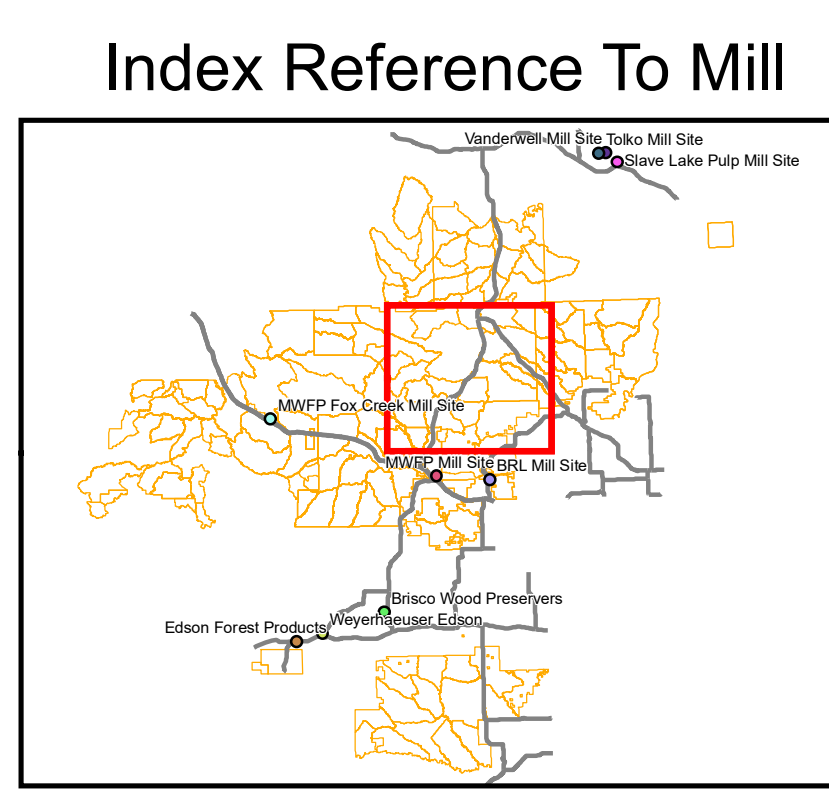 Index Reference To Mill
Vanderwell Mill Site Tolko Mill Site
Slave Lake Pulp Mill Site
MWFP Fox Creek Mill Site
MWFP Mill Site BRL Mill Site
Brisco Wood Preservers
Weyerhaeuser Edson
Edson Forest Products